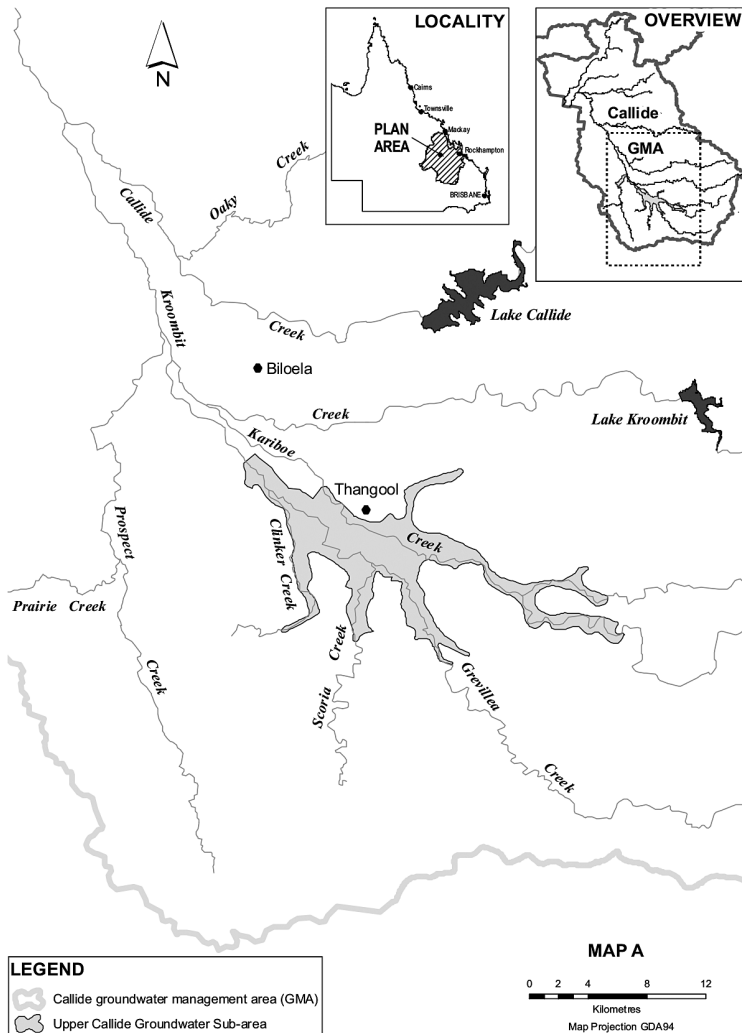 N
LOCALITY
Cairns
Townsville
Mackay
PLAN
AREA
Rockhampton
BRISBANE
OVERVIEW
Callide
GMA
Callide
Oaky Creek
Kroombit
Creek
Lake Callide
Biloela
Creek
Lake Kroombit
Kariboe
Thangool
Creek
Clinker Creek
Prospect
Prairie Creek
Creek
Scoria Creek
Grevillea
Creek
MAP A
0 2 4 8 12
Kilometres
Map Projection GDA94
LEGEND
Callide groundwater management area (GMA)
Upper Callide Groundwater Sub-area